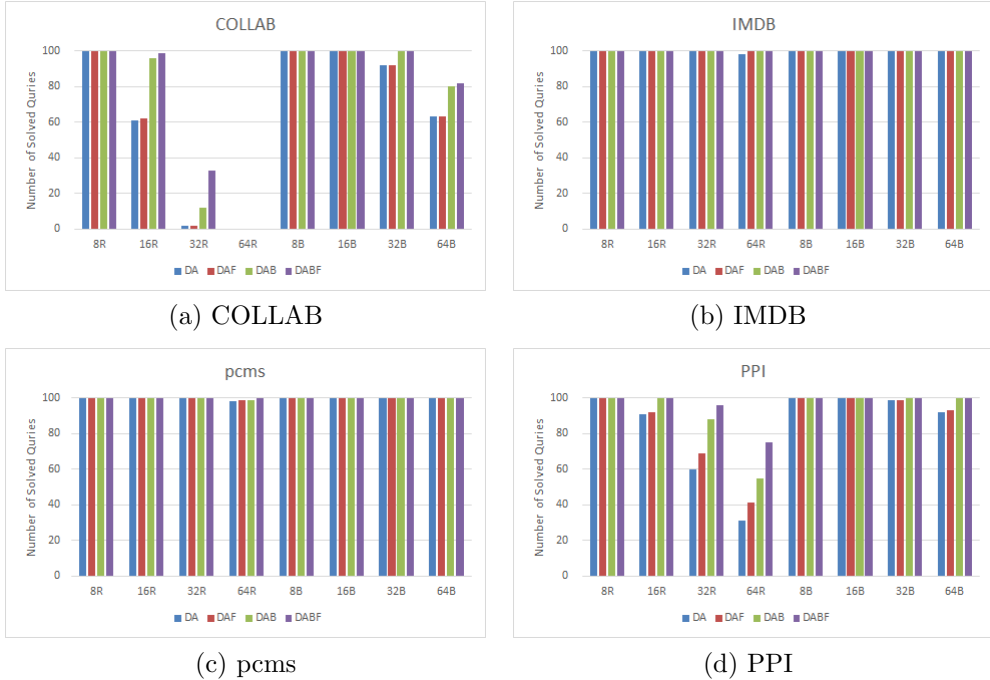 COLLAB
Number of Solved Quries
100
80
60
40
20
0
8R 16R 32R 64R 8B 16B 32B 64B
DA DAF DAB DABF
(a) COLLAB
IMDB
Number of Solved Quries
100
80
60
40
20
0
8R 16R 32R 64R 8B 16B 32B 64B
DA DAF DAB DABF
(b) IMDB
pcms
Number of Solved Quries
100
80
60
40
20
0
8R 16R 32R 64R 8B 16B 32B 64B
DA DAF DAB DABF
(c) pcms
PPI
Number of Solved Quries
100
80
60
40
20
0
8R 16R 32R 64R 8B 16B 32B 64B
DA DAF DAB DABF
(d) PPI